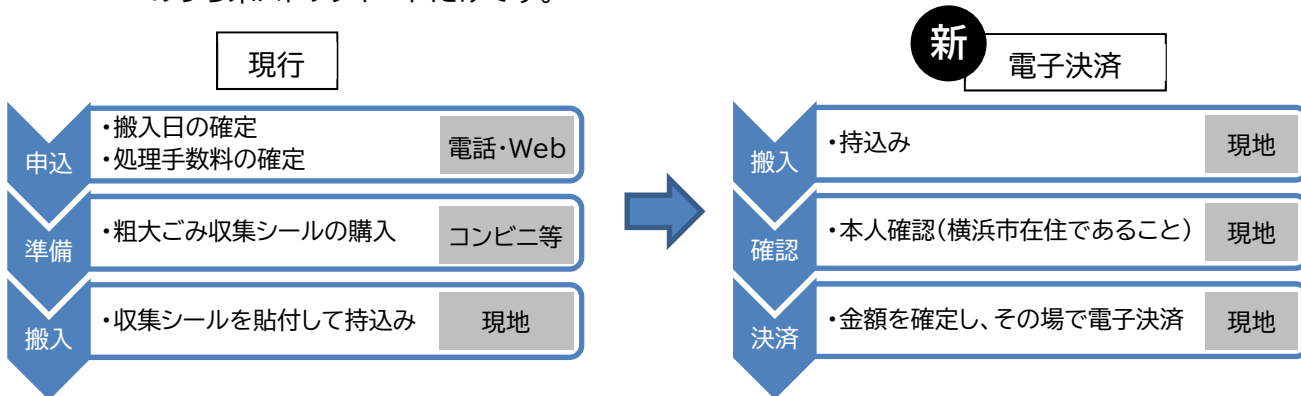 現行
申込
・搬入日の確定
・処理手数料の確定
電話・Web
準備
・粗大ごみ収集シールの購入
コンビニ等
搬入
・収集シールを貼付して持込み
現地
新
電子決済
搬入
・持込み
現地
確認
・本人確認(横浜市在住であること)
現地
決済
・金額を確定し、その場で電子決済
現地